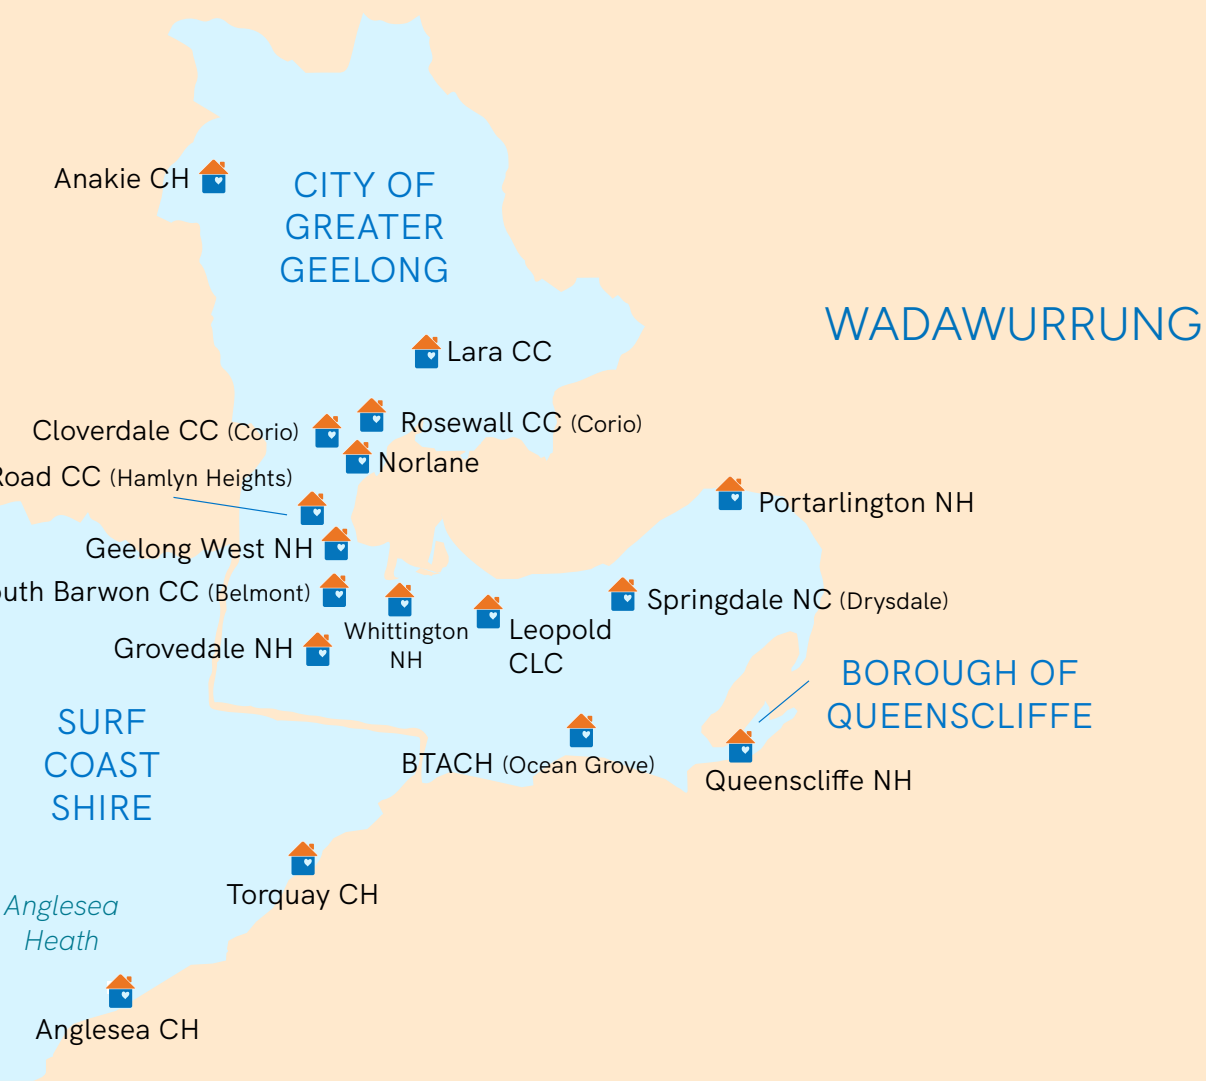 Anakie CH
CITY OF
GREATER
GEELONG
WADAWURRUNG
Lara CC
Cloverdale CC (Corio)
Rosewall CC (Corio)
Norlane
Road CC (Hamlyn Heights)
Portarlington NH
Geelong West NH
Barwon CC (Belmont)
Springdale NC (Drysdale)
Whittington
NH
Leopold
CLC
Grovedale NH
BOROUGH OF
QUEENSCLIFFE
SURF
COAST
SHIRE
BTACH (Ocean Grove)
Queenscliffe NH
Torquay CH
Anglesea
Heath
Anglesea CH